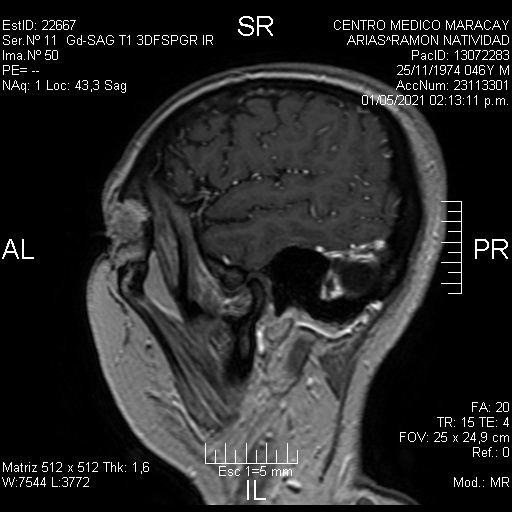 EstID: 22667
Ser.Nº 11 Gd-SAG T1 3DFSPGR IR
Ima.Nº 50
PE= --
NAq: 1 Loc: 43,3 Sag
SR
CENTRO MEDICO MARACAY
ARIAS^RAMON NATIVIDAD
PacID: 13072283
25/11/1974 046Y M
AccNum: 23113301
01/05/2021 02:13:11 p.m.
AL
PR
FA: 20
TR: 15 TE: 4
FOV: 25 x 24,9 cm
Ref.: 0
Mod.: MR
Matriz 512 x 512 Thk: 1,6
W:7544 L:3772
Esc 1=5 mm
IL